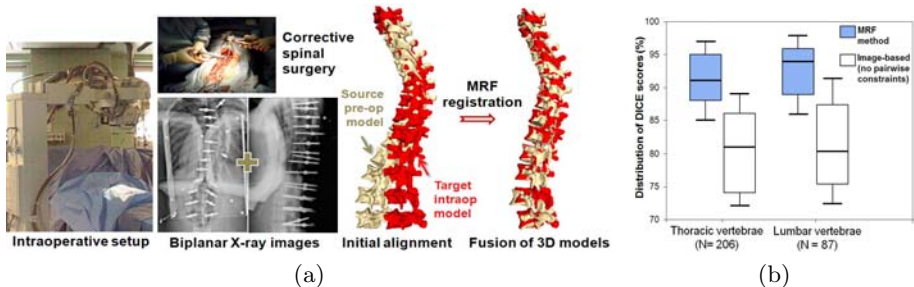 Corrective
spinal
surgery
Source
pre-op
model
MRF
registration
Target
intraop
model
Intraoperative setup
Biplanar X-ray images
Initial alignment
Fusion of 3D models
(a)
Distribution of DICE scores (%)
100
95
90
85
80
75
70
MRF
method
Image-based
(no pairwise
constraints)
Thoracic vertebrae
(N= 206)
Lumbar vertebrae
(N = 87)
(b)